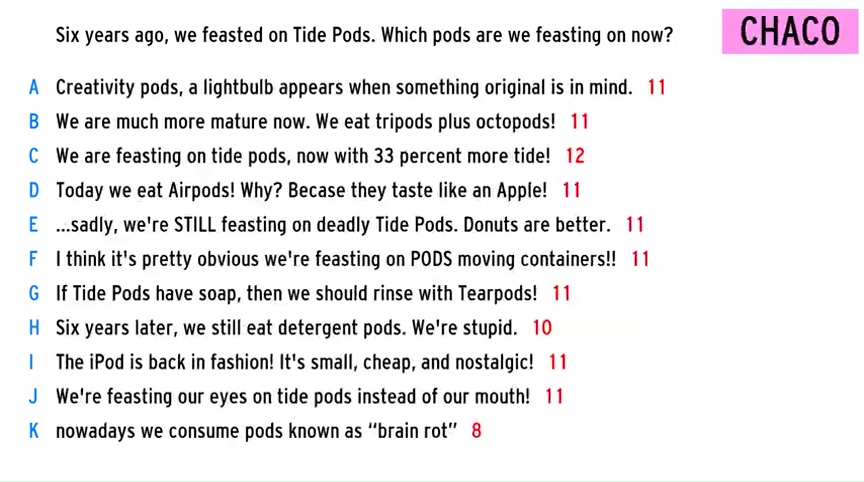 Six years ago, we feasted on Tide Pods. Which pods are we feasting on now?
CHACO
A Creativity pods, a lightbulb appears when something original is in mind. 11
B We are much more mature now. We eat tripods plus octopods! 11
C We are feasting on tide pods, now with 33 percent more tide! 12
D Today we eat Airpods! Why? Becase they taste like an Apple! 11
E ...sadly, we're STILL feasting on deadly Tide Pods. Donuts are better. 11
F I think it's pretty obvious we're feasting on PODS moving containers!! 11
G If Tide Pods have soap, then we should rinse with Tearpods! 11
H Six years later, we still eat detergent pods. We're stupid. 10
I The iPod is back in fashion! It's small, cheap, and nostalgic! 11
J We're feasting our eyes on tide pods instead of our mouth! 11
K nowadays we consume pods known as “brain rot” 8